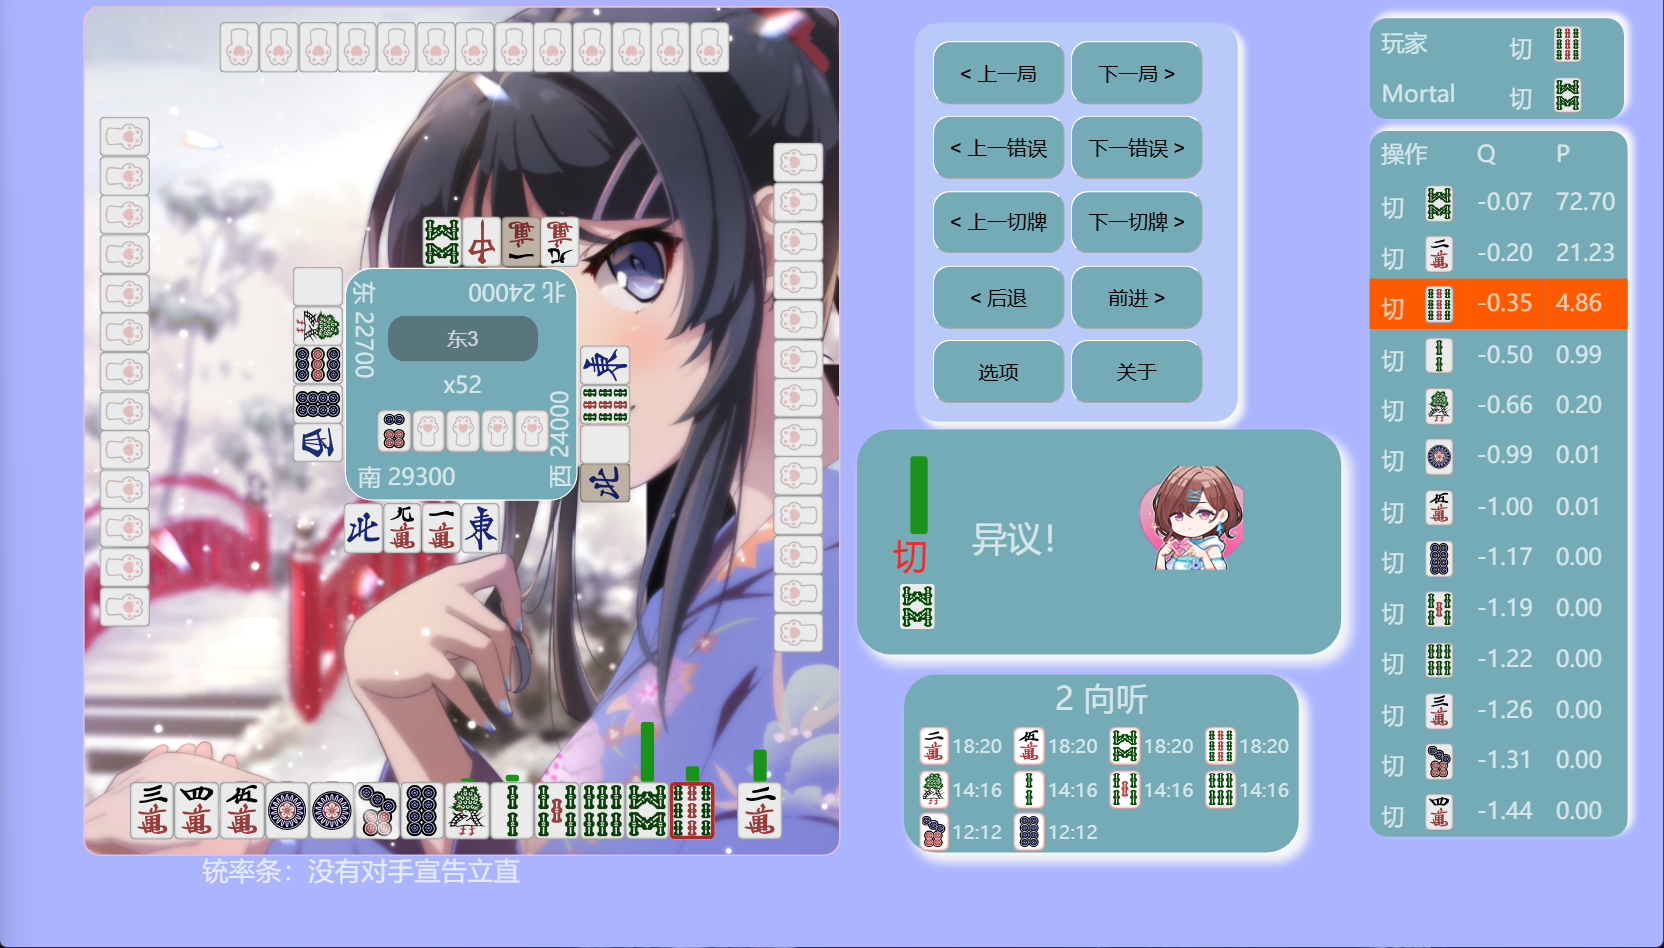 < 上一局 下一局 >
< 上一错误 下一错误 >
< 上一切牌 下一切牌 >
< 后退 前进 >
选项 关于
北 24000
东 22700
东3
x52
西 24000
南 29300
異议!
切
2 向听
18:20 18:20 18:20 18:20
14:16 14:16 14:16 14:16
12:12 12:12
铳率条：没有对手宣告立直
玩家 切
Mortal 切
操作 Q P
切 -0.07 72.70
切 -0.20 21.23
切 -0.35 4.86
切 -0.50 0.99
切 -0.66 0.20
切 -0.99 0.01
切 -1.00 0.01
切 -1.17 0.00
切 -1.19 0.00
切 -1.22 0.00
切 -1.26 0.00
切 -1.31 0.00
切 -1.44 0.00